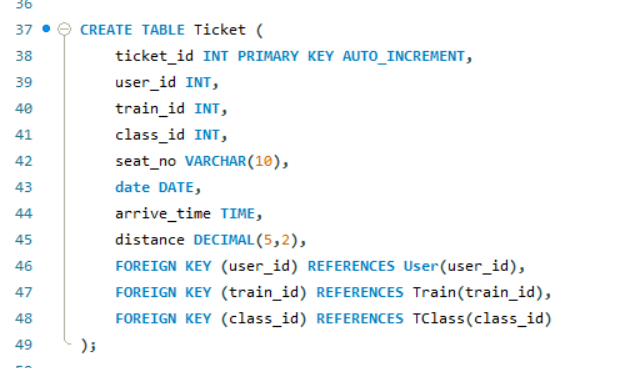 36
37 CREATE TABLE Ticket (
38 ticket_id INT PRIMARY KEY AUTO_INCREMENT,
39 user_id INT,
40 train_id INT,
41 class_id INT,
42 seat_no VARCHAR(10),
43 date DATE,
44 arrive_time TIME,
45 distance DECIMAL(5,2),
46 FOREIGN KEY (user_id) REFERENCES User(user_id),
47 FOREIGN KEY (train_id) REFERENCES Train(train_id),
48 FOREIGN KEY (class_id) REFERENCES TClass(class_id)
49 );